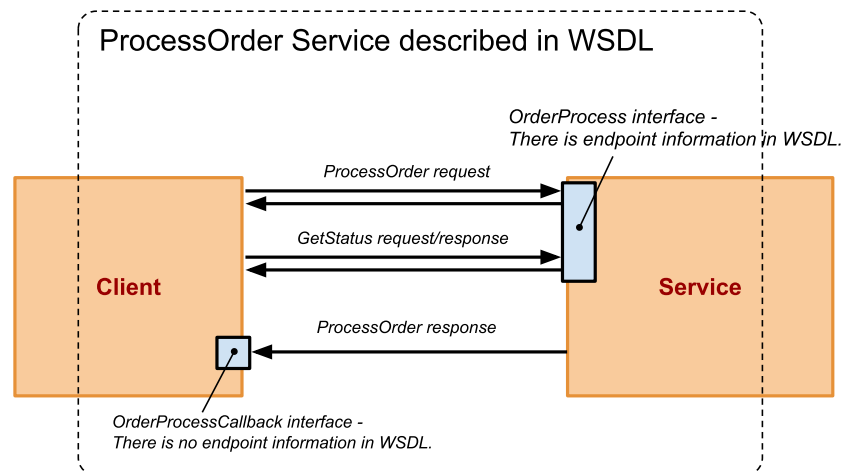 ProcessOrder Service described in WSDL
OrderProcess interface -
There is endpoint information in WSDL.
ProcessOrder request
GetStatus request/response
Client
Service
ProcessOrder response
OrderProcessCallback interface -
There is no endpoint information in WSDL.